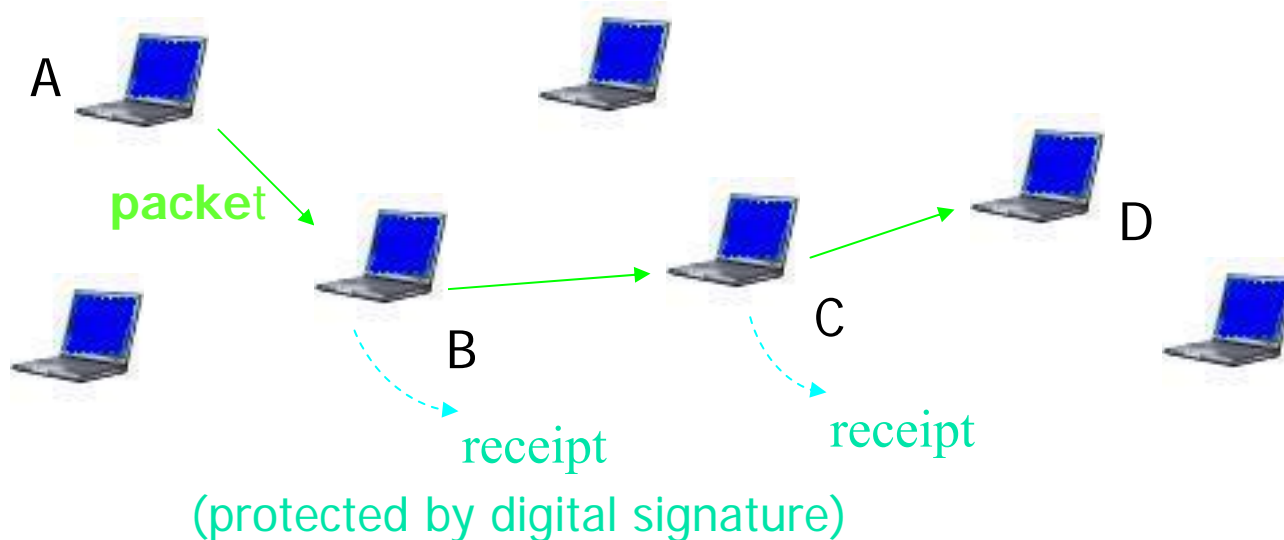 A
packet
D
C
B
receipt
receipt
(protected by digital signature)